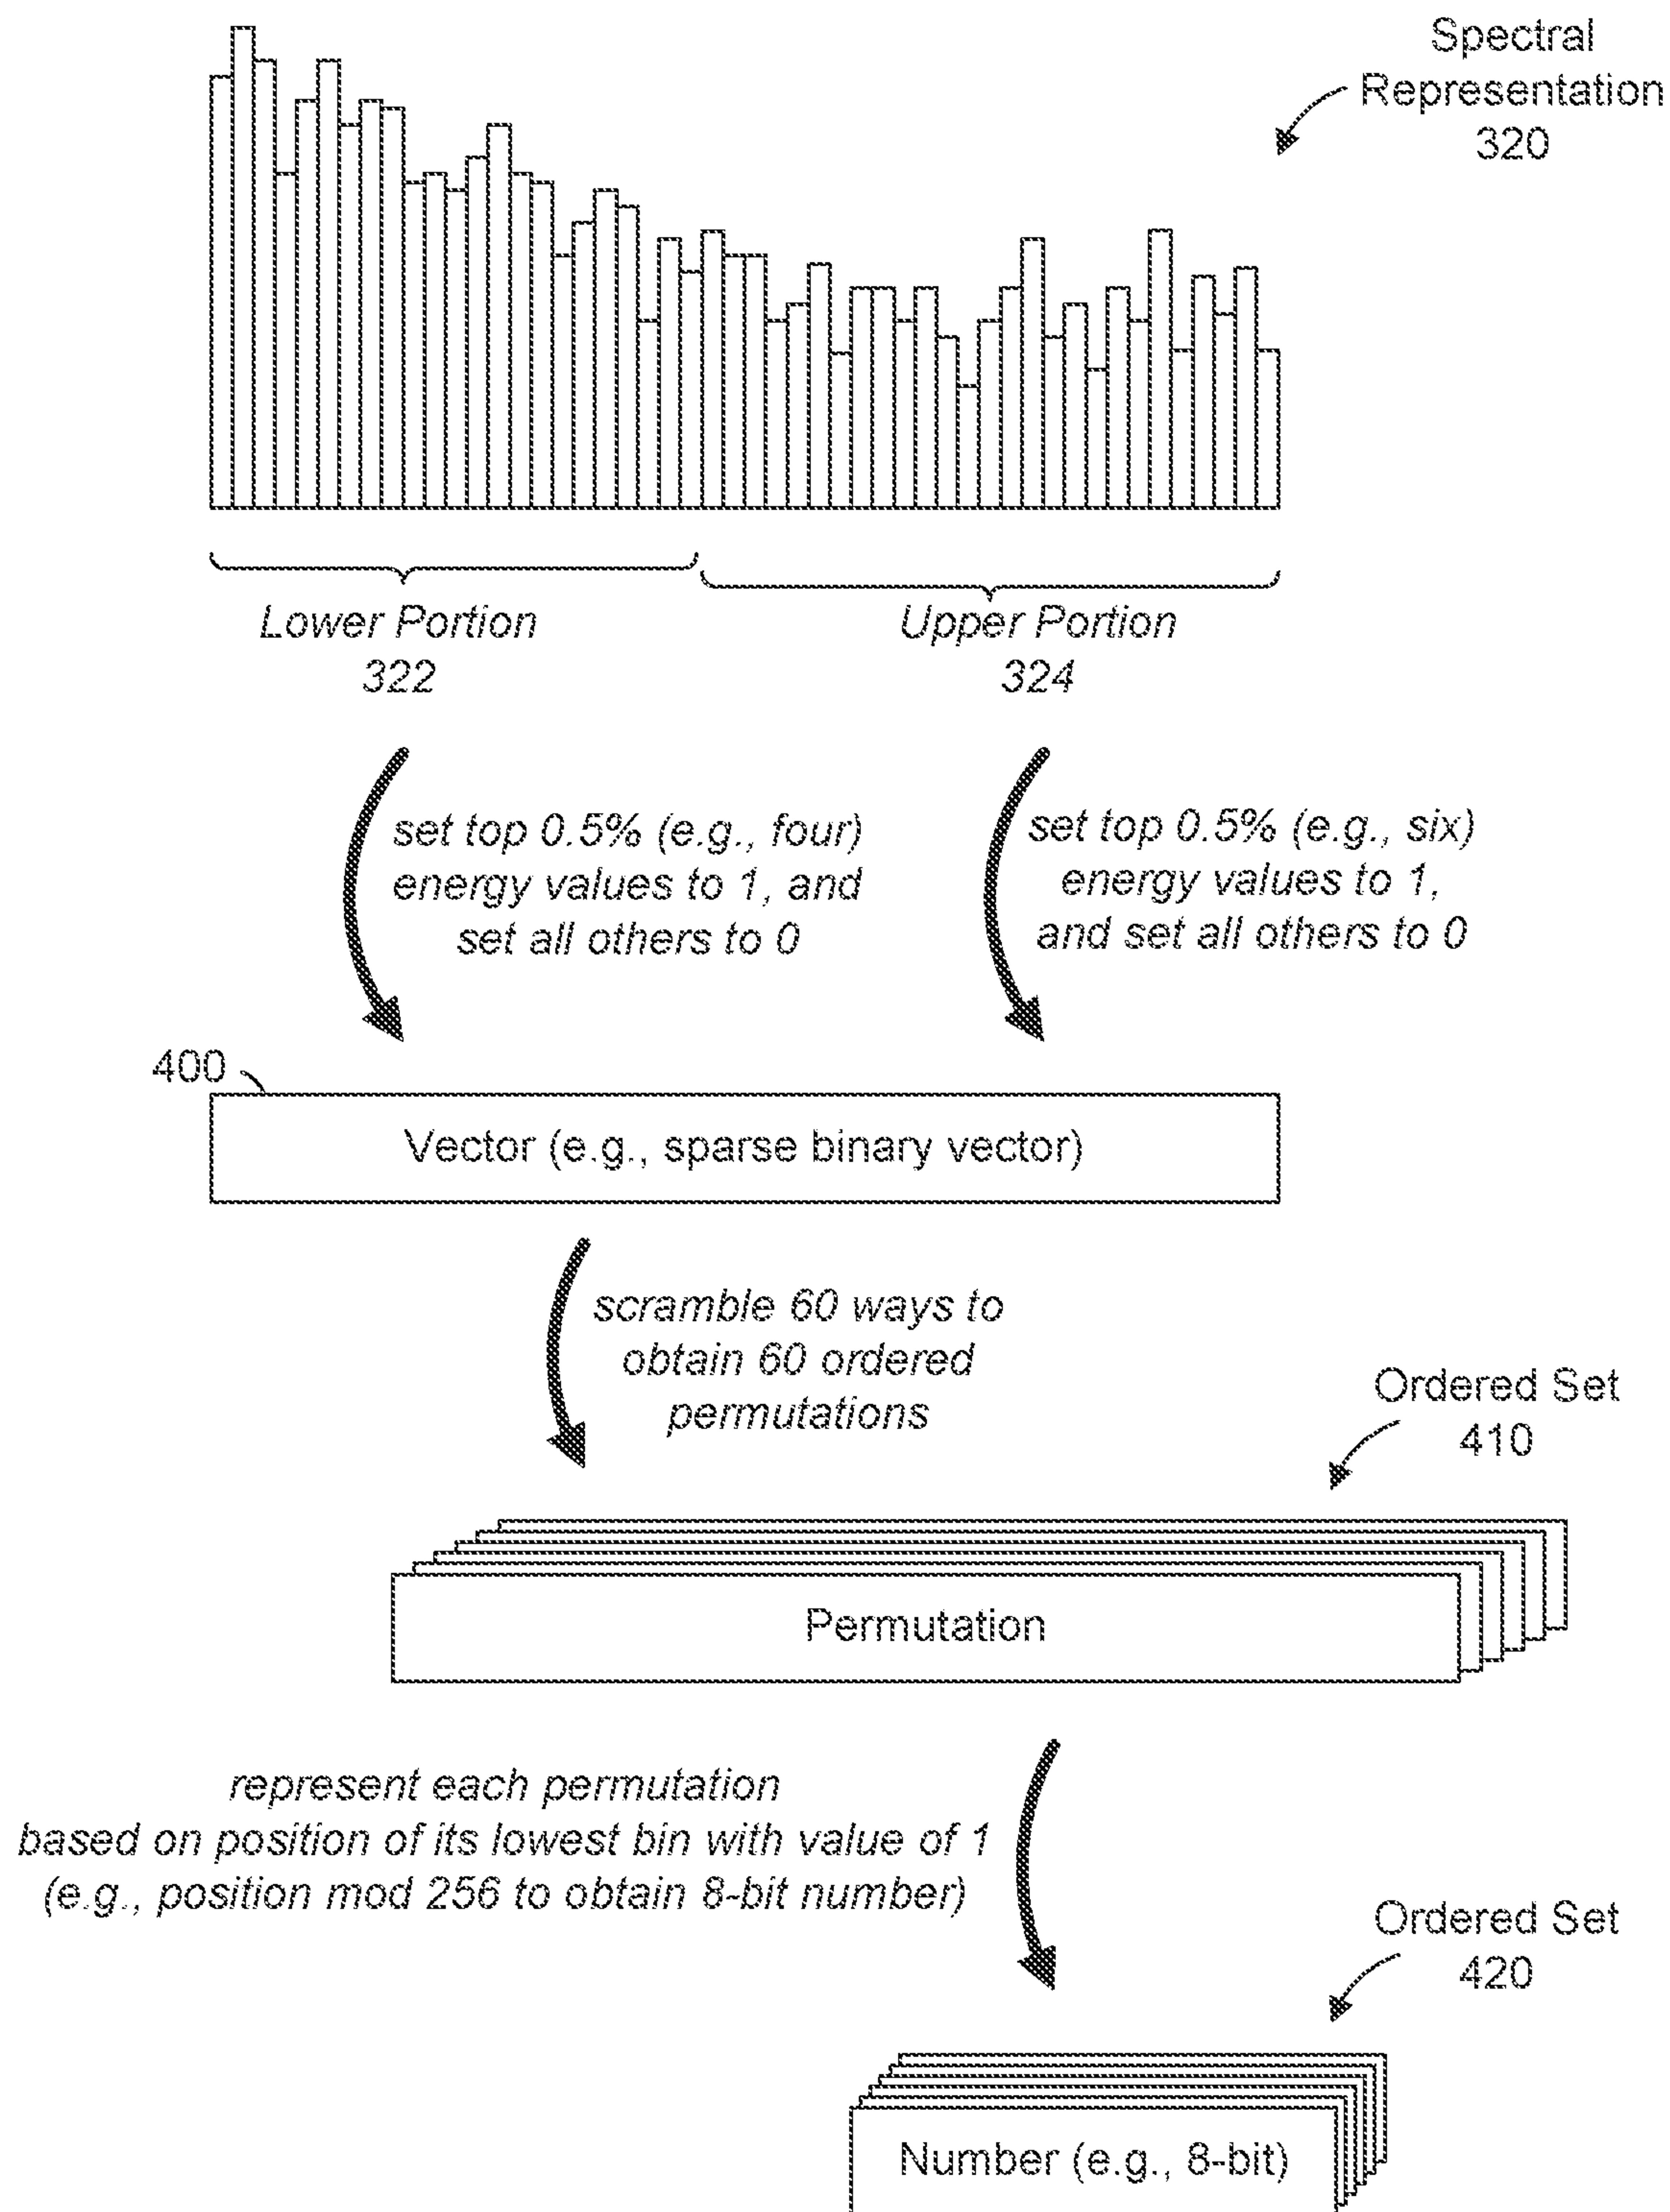 Spectral
Representation
320
Lower Portion
322
Upper Portion
324
set top 0.5% (e.g., four)
energy values to 1, and
set all others to 0
set top 0.5% (e.g., six)
energy values to 1,
and set all others to 0
400
Vector (e.g., sparse binary vector)
scramble 60 ways to
obtain 60 ordered
permutations
Ordered Set
410
Permutation
represent each permutation
based on position of its lowest bin with value of 1
(e.g., position mod 256 to obtain 8-bit number)
Ordered Set
420
Number (e.g., 8-bit)